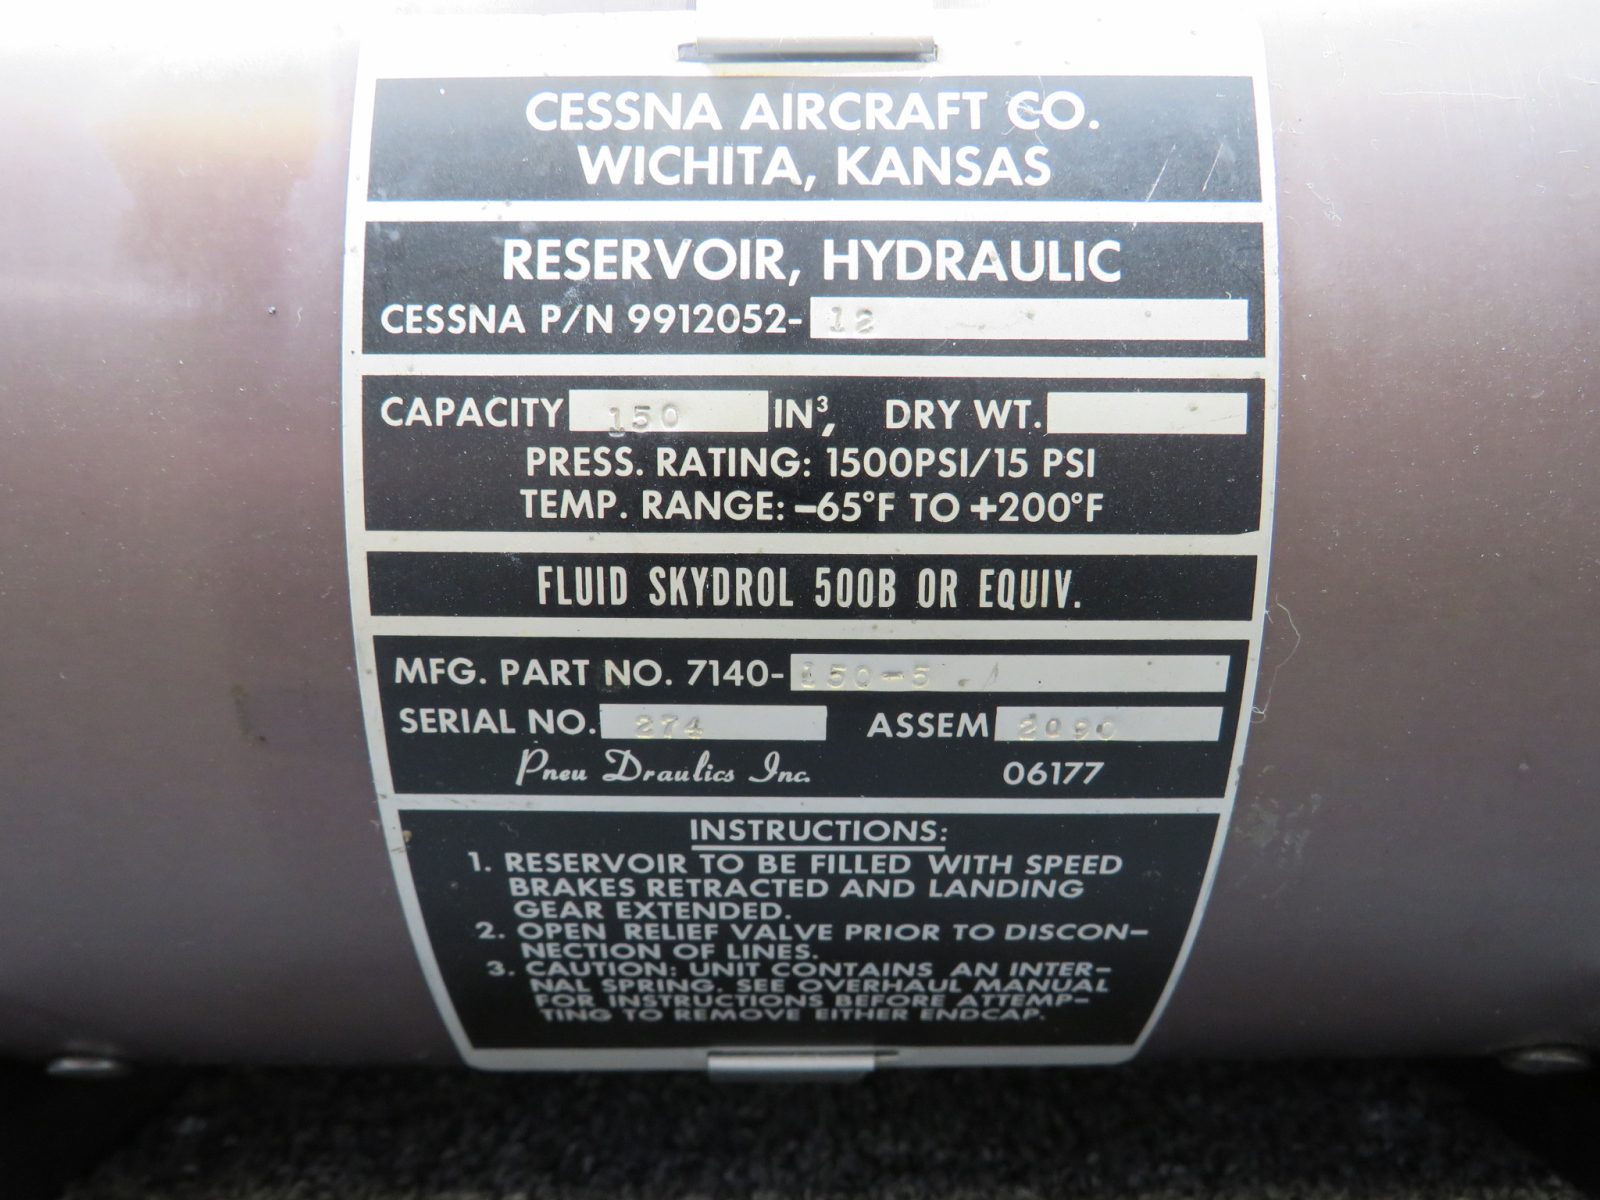 CESSNA AIRCRAFT CO.
WICHITA, KANSAS
RESERVOIR, HYDRAULIC
CESSNA P/N 9912052- 12
CAPACITY 150 IN³, DRY WT.
PRESS. RATING: 1500PSI/15 PSI
TEMP. RANGE: -65°F TO +200°F
FLUID SKYDROL 500B OR EQUIV.
MFG. PART NO. 7140- 150-5
SERIAL NO. 274 ASSEM 2090
Pneu Draulics Inc. 06177
INSTRUCTIONS:
1. RESERVOIR TO BE FILLED WITH SPEED
BRAKES RETRACTED AND LANDING
GEAR EXTENDED.
2. OPEN RELIEF VALVE PRIOR TO DISCON-
NECTION OF LINES.
3. CAUTION: UNIT CONTAINS AN INTER-
NAL SPRING. SEE OVERHAUL MANUAL
FOR INSTRUCTIONS BEFORE ATTEMP-
TING TO REMOVE EITHER ENDCAP.